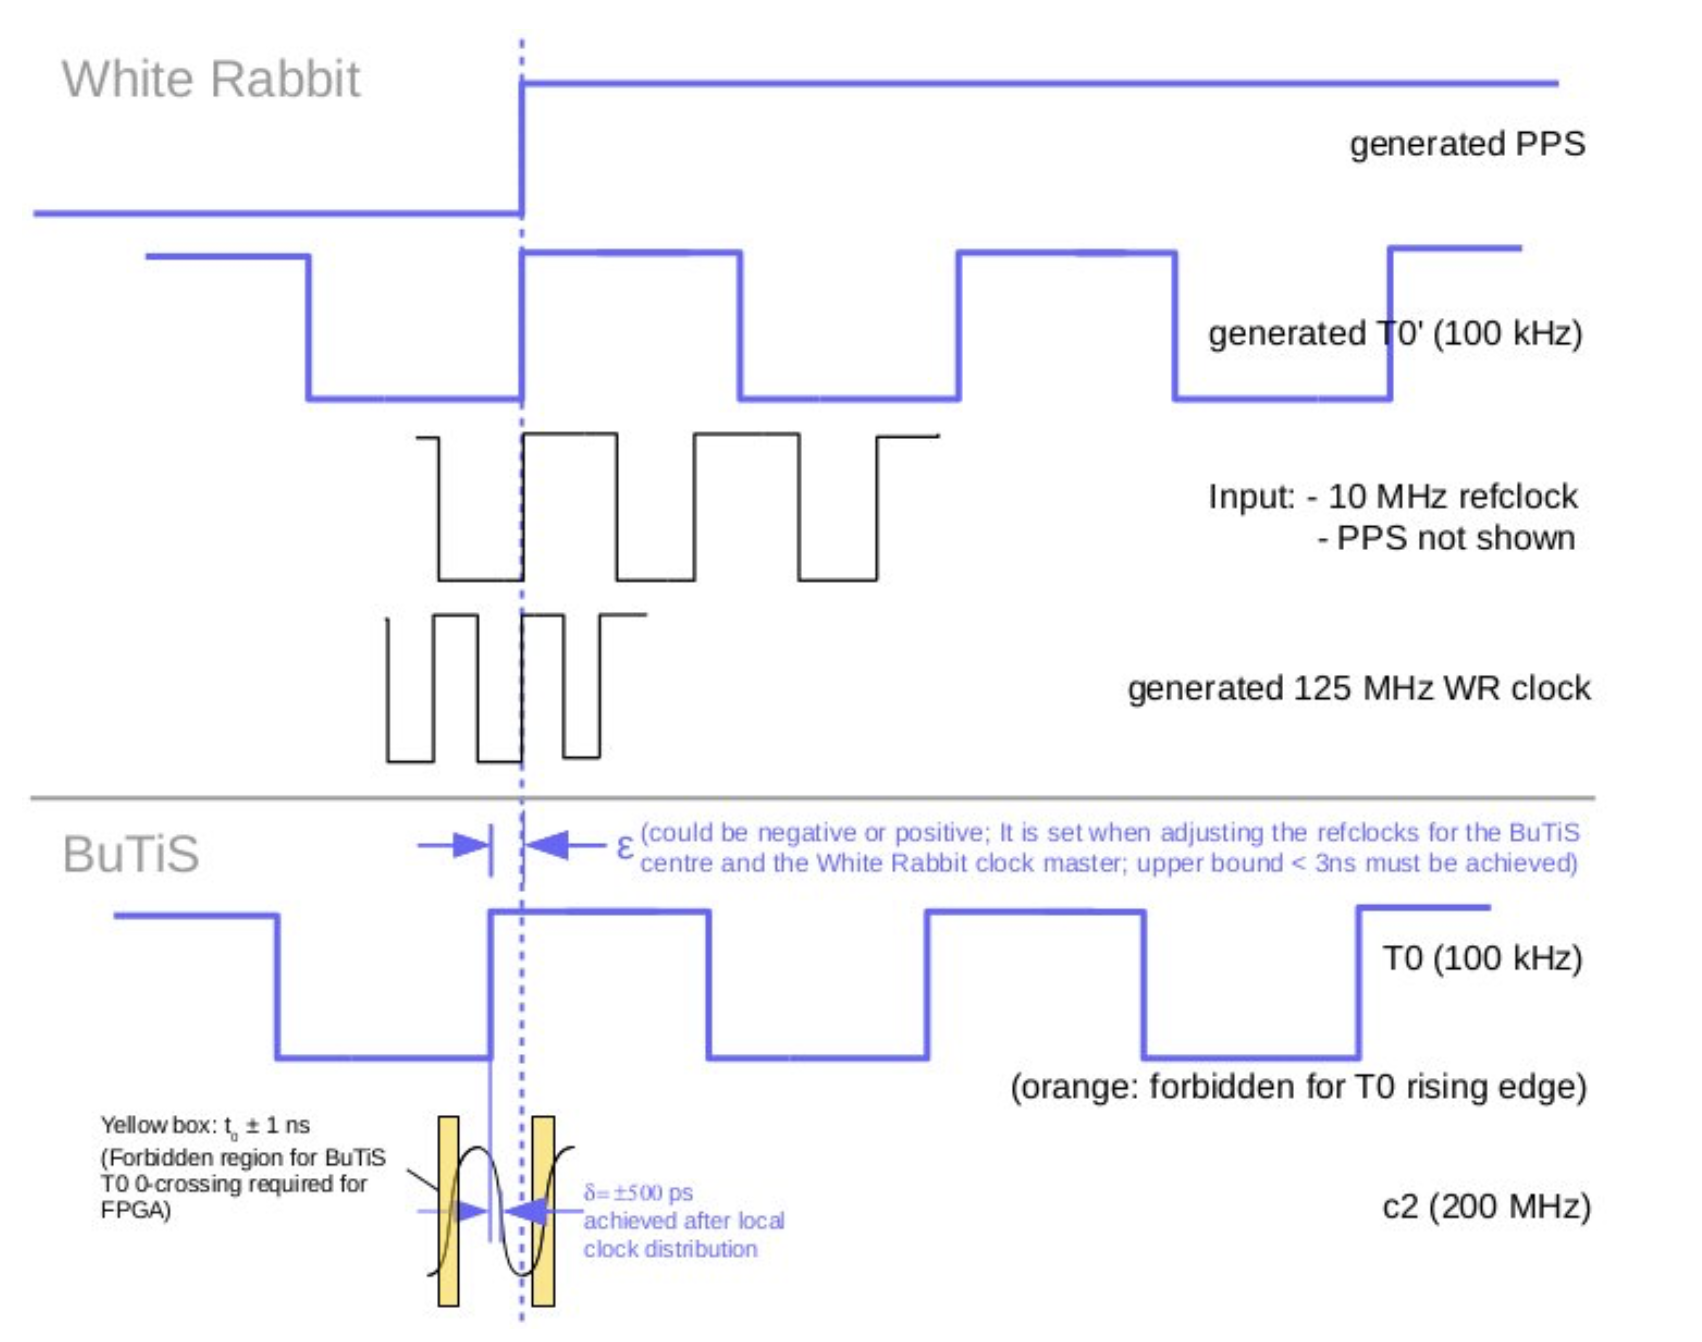 White Rabbit
generated PPS
generated T0' (100 kHz)
Input: - 10 MHz refclock
- PPS not shown
generated 125 MHz WR clock
BuTiS
ε (could be negative or positive; It is set when adjusting the refclocks for the BuTiS
centre and the White Rabbit clock master; upper bound < 3ns must be achieved)
T0 (100 kHz)
(orange: forbidden for T0 rising edge)
Yellow box: t₀ ± 1 ns
(Forbidden region for BuTiS
T0 0-crossing required for
FPGA)
δ= ±500 ps
achieved after local
clock distribution
c2 (200 MHz)